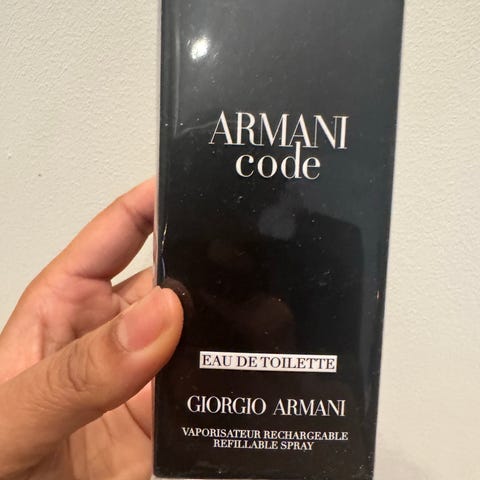 ARMANI
code
EAU DE TOILETTE
GIORGIO ARMANI
VAPORISATEUR RECHARGEABLE
REFILLABLE SPRAY